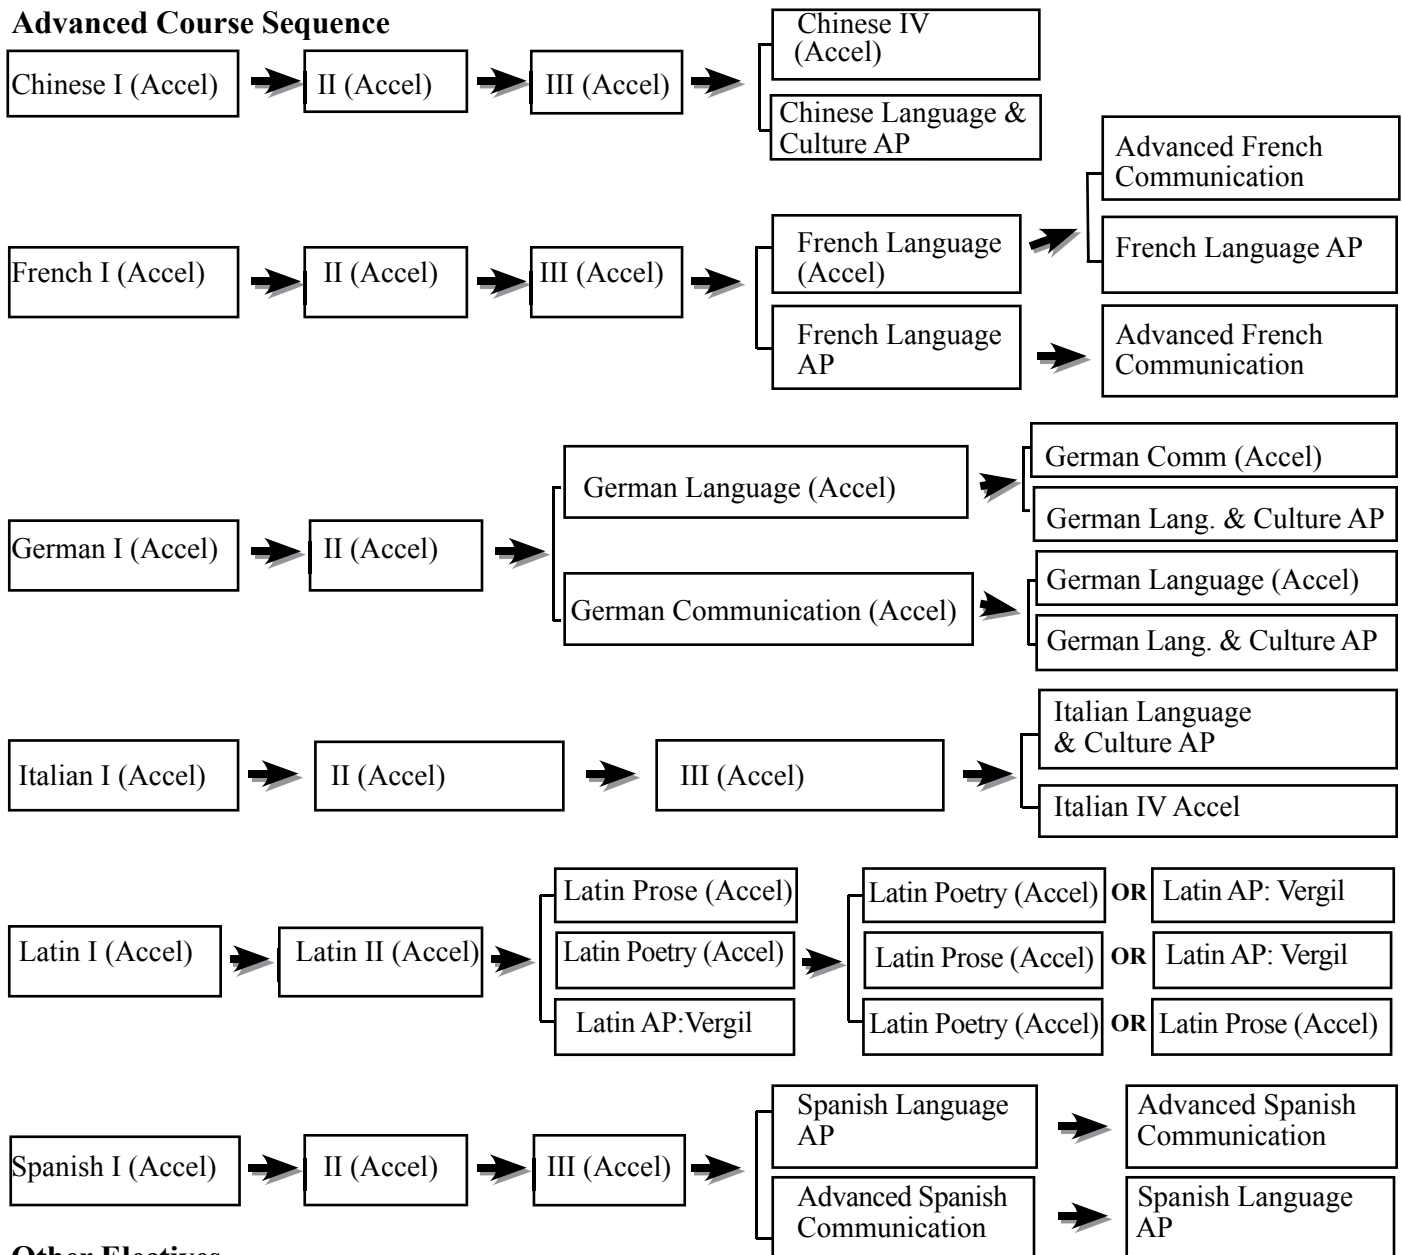 Advanced Course Sequence
Chinese I (Accel)
II (Accel)
III (Accel)
Chinese IV
(Accel)
Chinese Language &
Culture AP
French I (Accel)
II (Accel)
III (Accel)
French Language
(Accel)
French Language
AP
Advanced French
Communication
French Language AP
Advanced French
Communication
German I (Accel)
II (Accel)
German Language (Accel)
German Communication (Accel)
German Comm (Accel)
German Lang. & Culture AP
German Language (Accel)
German Lang. & Culture AP
Italian I (Accel)
II (Accel)
III (Accel)
Italian Language
& Culture AP
Italian IV Accel
Latin I (Accel)
Latin II (Accel)
Latin Prose (Accel)
Latin Poetry (Accel)
Latin AP:Vergil
Latin Poetry (Accel) OR Latin AP: Vergil
Latin Prose (Accel) OR Latin AP: Vergil
Latin Poetry (Accel) OR Latin Prose (Accel)
Spanish I (Accel)
II (Accel)
III (Accel)
Spanish Language
AP
Advanced Spanish
Communication
Advanced Spanish
Communication
Spanish Language
AP
Other Electives